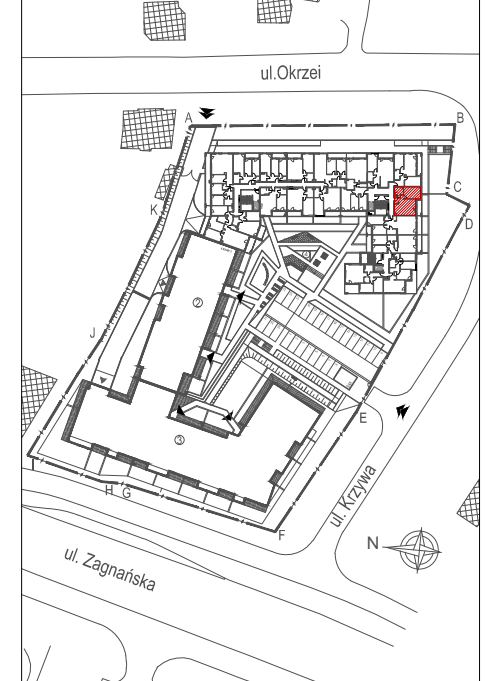 ul.Okrzei
A
B
C
K
D
②
J
E
③
ul. Krzywa
H G
F
N
ul. Zagnańska